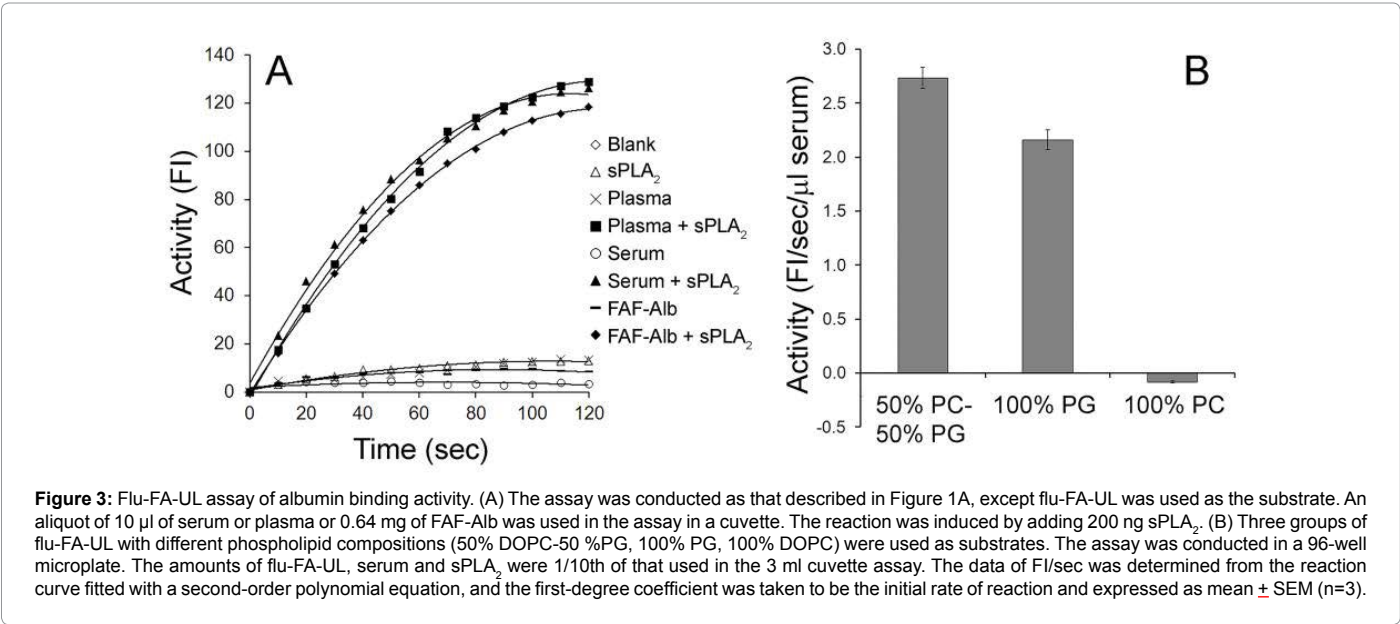 A
140
120
100
80
60
40
20
0
Activity (FI)
0 20 40 60 80 100 120
Time (sec)
Blank
sPLA₂
Plasma
Plasma + sPLA₂
Serum
Serum + sPLA₂
FAF-Alb
FAF-Alb + sPLA₂
B
3.0
2.5
2.0
1.5
1.0
0.5
0.0
-0.5
Activity (FI/sec/µl serum)
50% PC- 100% PG 100% PC
50% PG
Figure 3: Flu-FA-UL assay of albumin binding activity. (A) The assay was conducted as that described in Figure 1A, except flu-FA-UL was used as the substrate. An
aliquot of 10 µl of serum or plasma or 0.64 mg of FAF-Alb was used in the assay in a cuvette. The reaction was induced by adding 200 ng sPLA₂. (B) Three groups of
flu-FA-UL with different phospholipid compositions (50% DOPC-50 %PG, 100% PG, 100% DOPC) were used as substrates. The assay was conducted in a 96-well
microplate. The amounts of flu-FA-UL, serum and sPLA₂ were 1/10th of that used in the 3 ml cuvette assay. The data of FI/sec was determined from the reaction
curve fitted with a second-order polynomial equation, and the first-degree coefficient was taken to be the initial rate of reaction and expressed as mean + SEM (n=3).